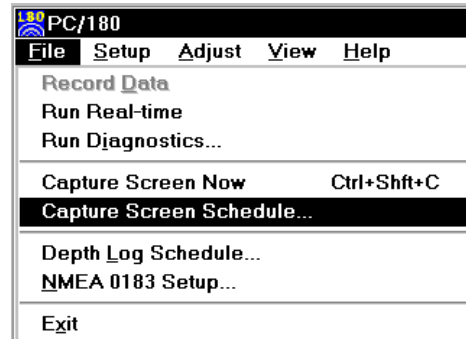 180 PC/180
File Setup Adjust View Help
Record Data
Run Real-time
Run Diagnostics...
Capture Screen Now Ctrl+Shft+C
Capture Screen Schedule...
Depth Log Schedule...
NMEA 0183 Setup...
Exit